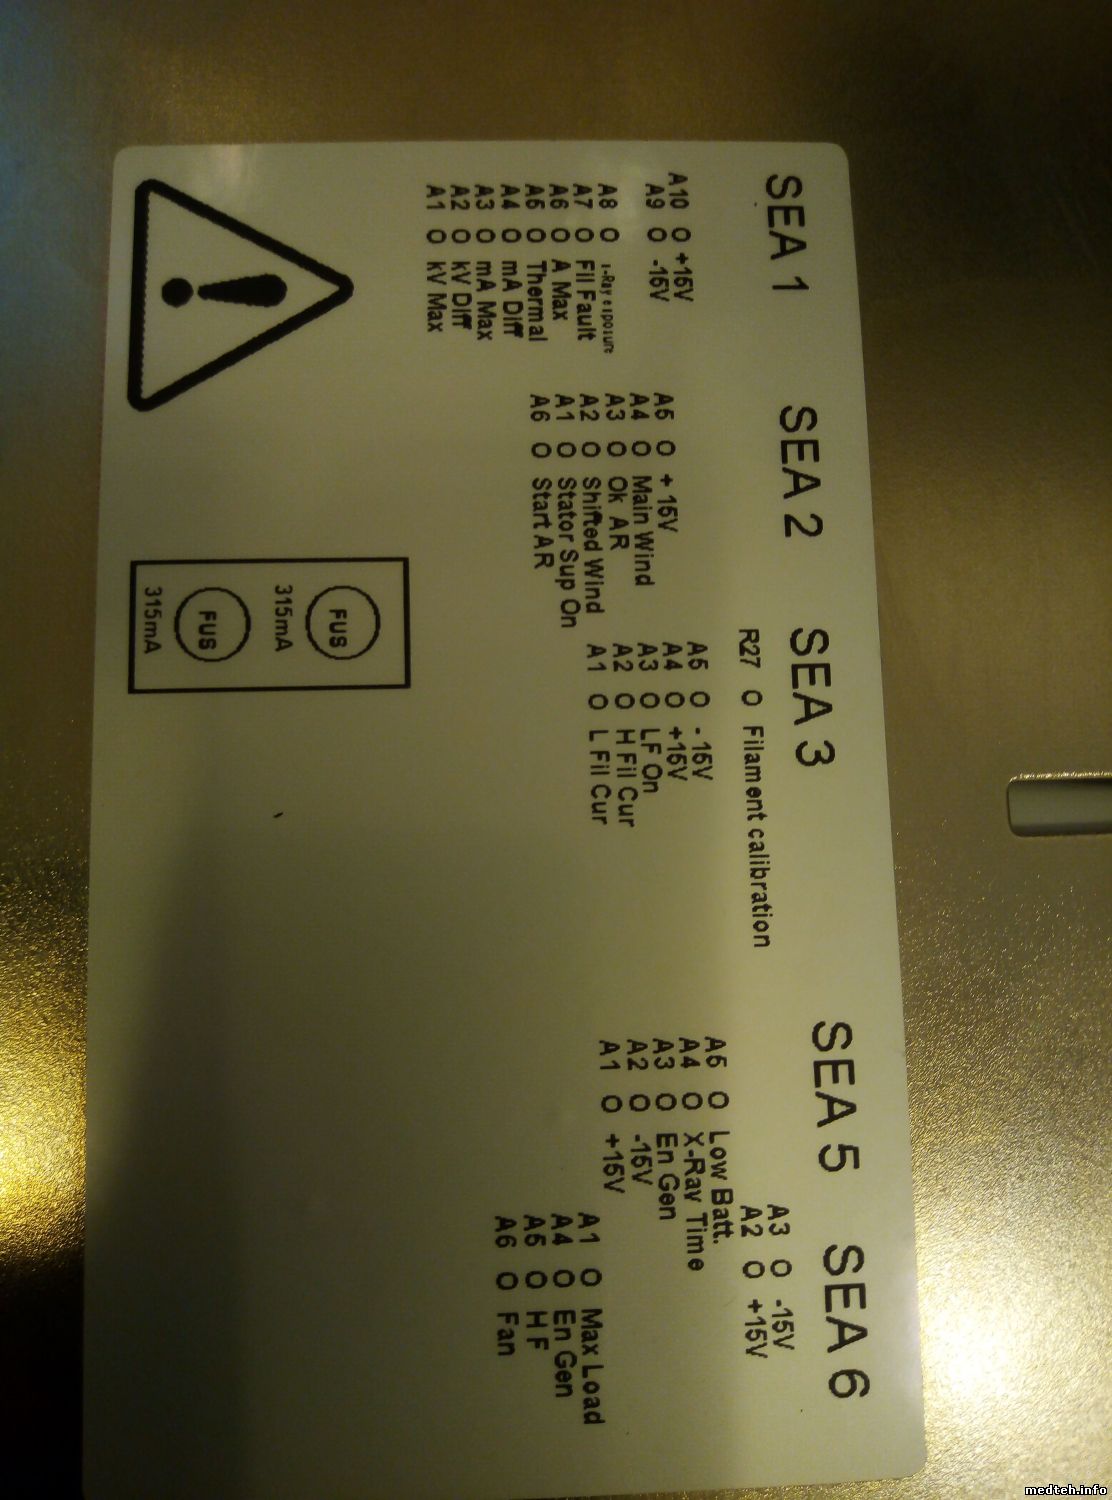 SEA 1
A10 O +15V
A9 O -15V
A8 O x-Ray exposure
A7 O Fil Fault
A6 O A Max
A5 O Thermal
A4 O mA Diff
A3 O mA Max
A2 O kV Diff
A1 O kV Max
SEA 2
A5 O + 15V
A4 O Main Wind
A3 O Ok AR
A2 O Shifted Wind
A1 O Stator Sup On
A6 O Start AR
SEA 3
R27 O Filament calibration
A5 O - 15V
A4 O +15V
A3 O LF On
A2 O H Fil Cur
A1 O L Fil Cur
SEA 5
A5 O Low Batt.
A4 O X-Ray Time
A3 O En Gen
A2 O -15V
A1 O +15V
SEA 6
A3 O -15V
A2 O +15V
A1 O Max Load
A4 O En Gen
A5 O H F
A6 O Fan
FUS
315mA
FUS
315mA
medteh.info